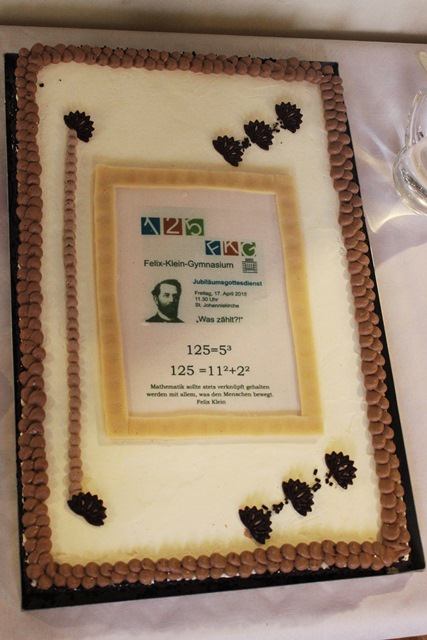 125
FKG
Felix-Klein-Gymnasium
Jubiläumsgottesdienst
Freitag, 17. April 2015
11.30 Uhr
St. Johanniskirche
„Was zählt?!"
125=5³
125 =11²+2²
Mathematik sollte stets verknüpft gehalten
werden mit allem, was den Menschen bewegt.
Felix Klein